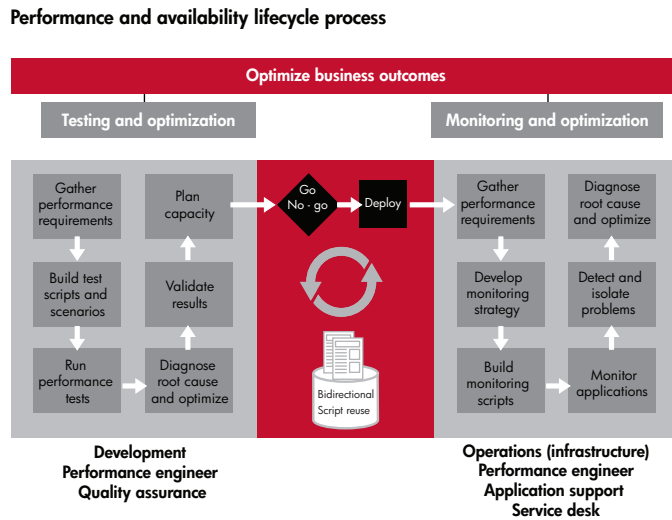 Performance and availability lifecycle process
Optimize business outcomes
Testing and optimization
Monitoring and optimization
Gather
performance
requirements
Build test
scripts and
scenarios
Run
performance
tests
Diagnose
root cause
and optimize
Validate
results
Plan
capacity
Go
No - go
Deploy
Bidirectional
Script reuse
Gather
performance
requirements
Develop
monitoring
strategy
Build
monitoring
scripts
Monitor
applications
Detect and
isolate
problems
Diagnose
root cause
and optimize
Development
Performance engineer
Quality assurance
Operations (infrastructure)
Performance engineer
Application support
Service desk